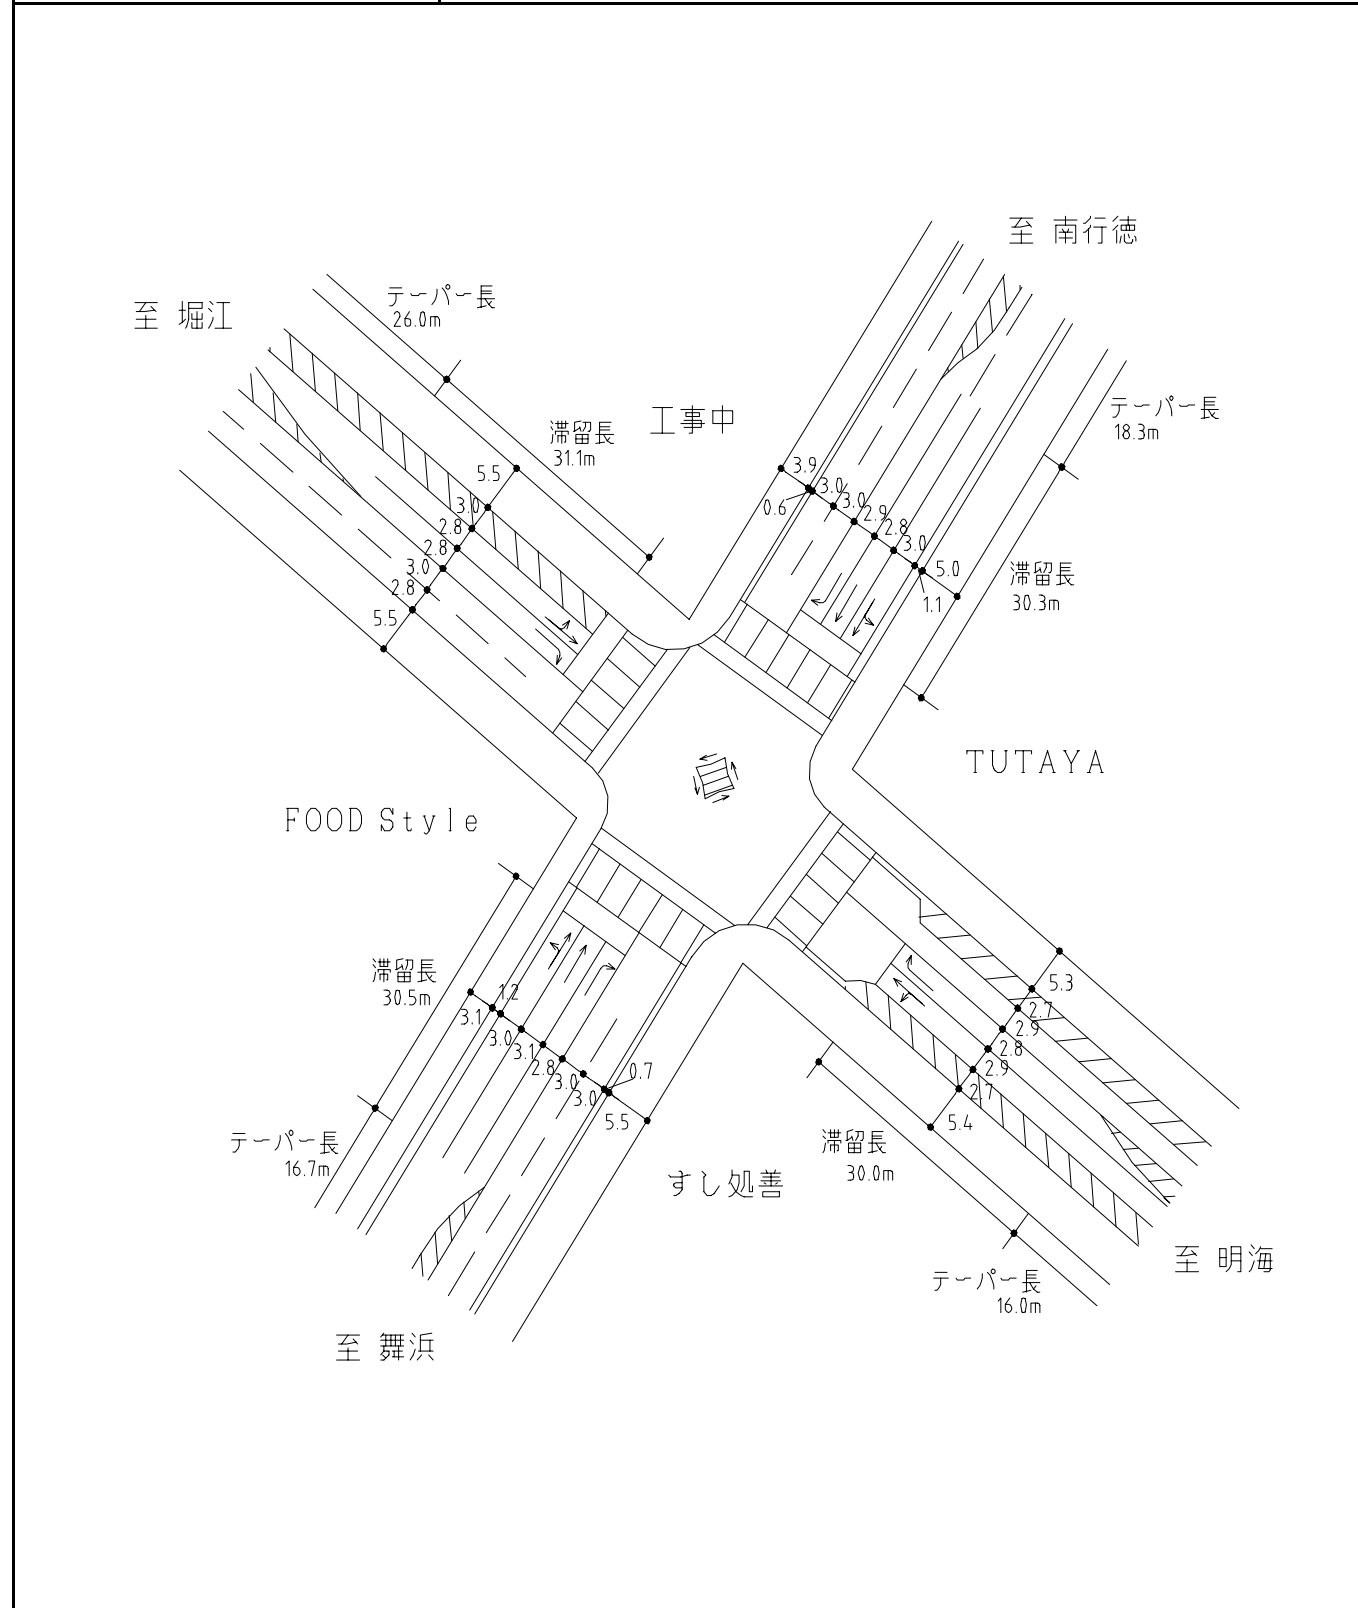 至 南行徳
至 堀江
テーパー長
26.0m
工事中
滞留長
31.1m
テーパー長
18.3m
5.5
3.0
2.8
2.8
3.0
2.8
5.5
3.9
0.6
3.0
3.0
2.9
2.8
3.0
1.1
5.0
滞留長
30.3m
TUTAYA
FOOD Style
滞留長
30.5m
3.1
1.2
3.0
3.1
2.8
3.0
3.0
0.7
5.5
5.3
2.7
2.9
2.8
2.9
2.7
5.4
テーパー長
16.7m
すし処善
滞留長
30.0m
テーパー長
16.0m
至 明海
至 舞浜